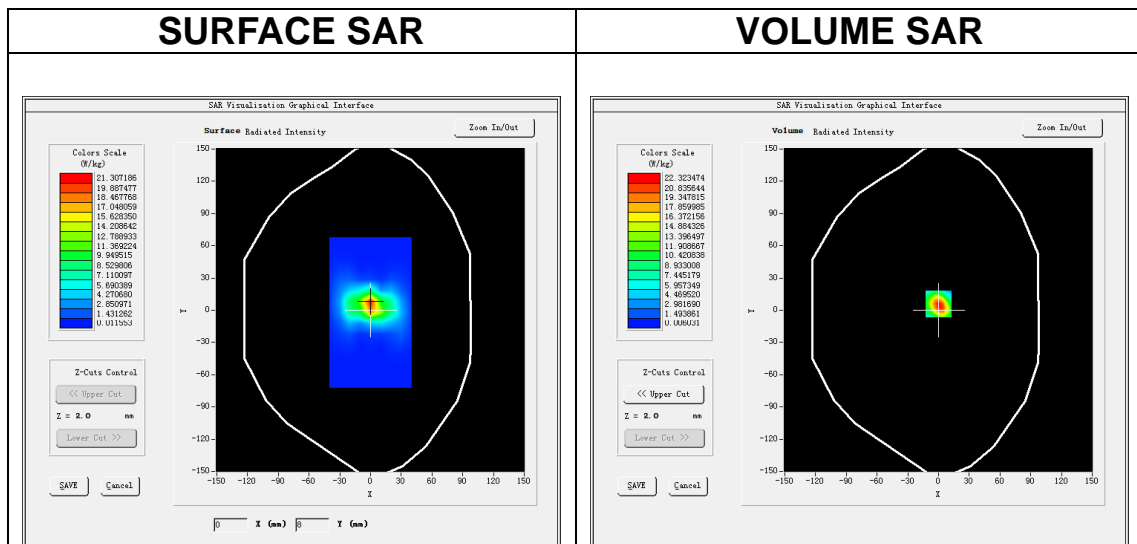 SURFACE SAR
SAR Visualisation Graphical Interface
Surface Radiated Intensity
Zoom In/Out
Colors Scale
(W/kg)
21.307186
19.887477
18.467768
17.048059
15.628350
14.208642
12.788933
11.369224
9.949515
8.529806
7.110097
5.690389
4.270680
2.850971
1.431262
0.011553
Z-Cuts Control
<< Upper Cut
Z = 2.0 mm
Lower Cut >>
SAVE Cancel
150
120
90
60
30
0
-30
-60
-90
-120
-150
Y
-150 -120 -90 -60 -30 0 30 60 90 120 150
X
0 X (mm) 8 Y (mm)
VOLUME SAR
SAR Visualisation Graphical Interface
Volume Radiated Intensity
Zoom In/Out
Colors Scale
(W/kg)
22.323474
20.835644
19.347815
17.859985
16.372156
14.884326
13.396497
11.908667
10.420838
8.933008
7.445179
5.957349
4.469520
2.981690
1.493861
0.006031
Z-Cuts Control
<< Upper Cut
Z = 2.0 mm
Lower Cut >>
SAVE Cancel
150
120
90
60
30
0
-30
-60
-90
-120
-150
Y
-150 -120 -90 -60 -30 0 30 60 90 120 150
X